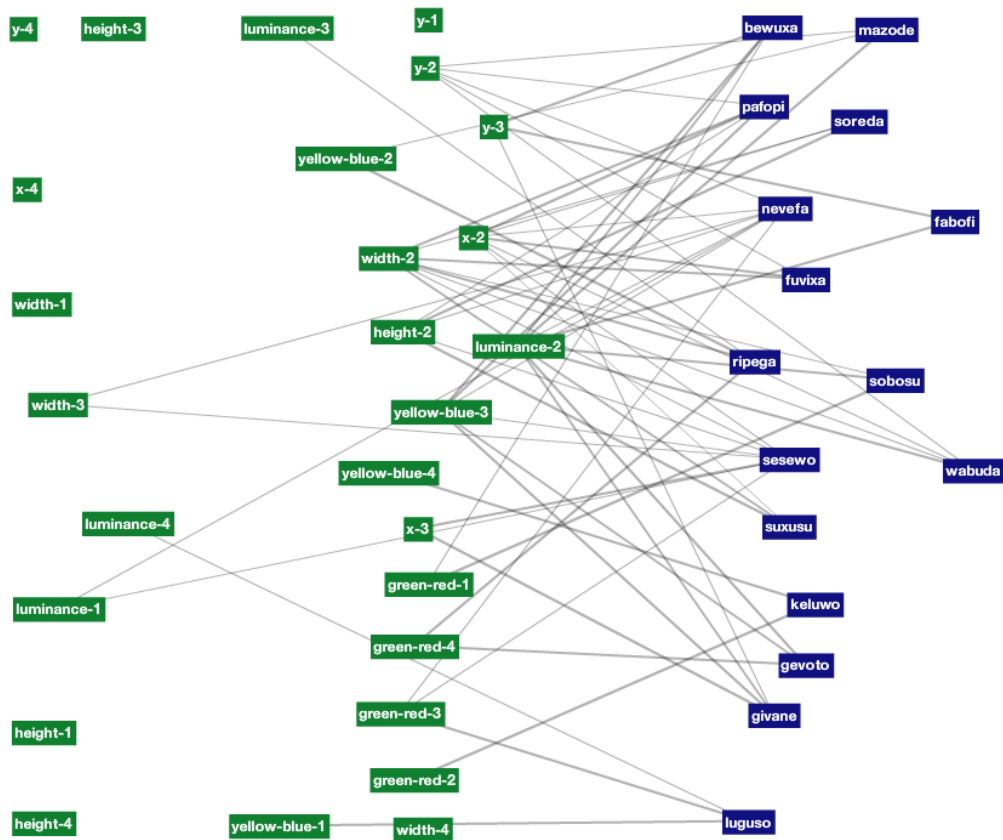 y-4
height-3
luminance-3
y-1
bewuxa
mazode
y-2
pafopi
soreda
y-3
yellow-blue-2
x-4
nevefa
fabofi
x-2
width-2
fuvixa
width-1
height-2
luminance-2
ripega
sobosu
width-3
yellow-blue-3
sesewo
wabuda
yellow-blue-4
luminance-4
x-3
suxusu
green-red-1
luminance-1
keluwo
green-red-4
gevoto
green-red-3
givane
height-1
green-red-2
height-4
yellow-blue-1
width-4
luguso